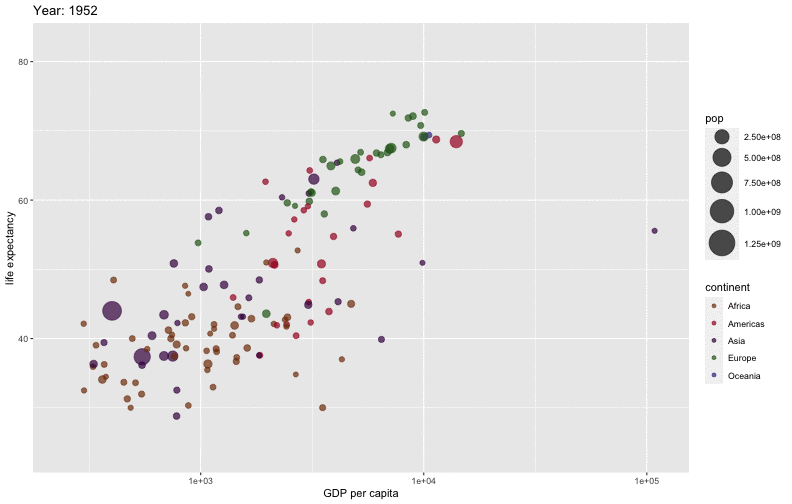 Year: 1952
80
60
40
life expectancy
1e+03
1e+04
1e+05
GDP per capita
pop
2.50e+08
5.00e+08
7.50e+08
1.00e+09
1.25e+09
continent
Africa
Americas
Asia
Europe
Oceania